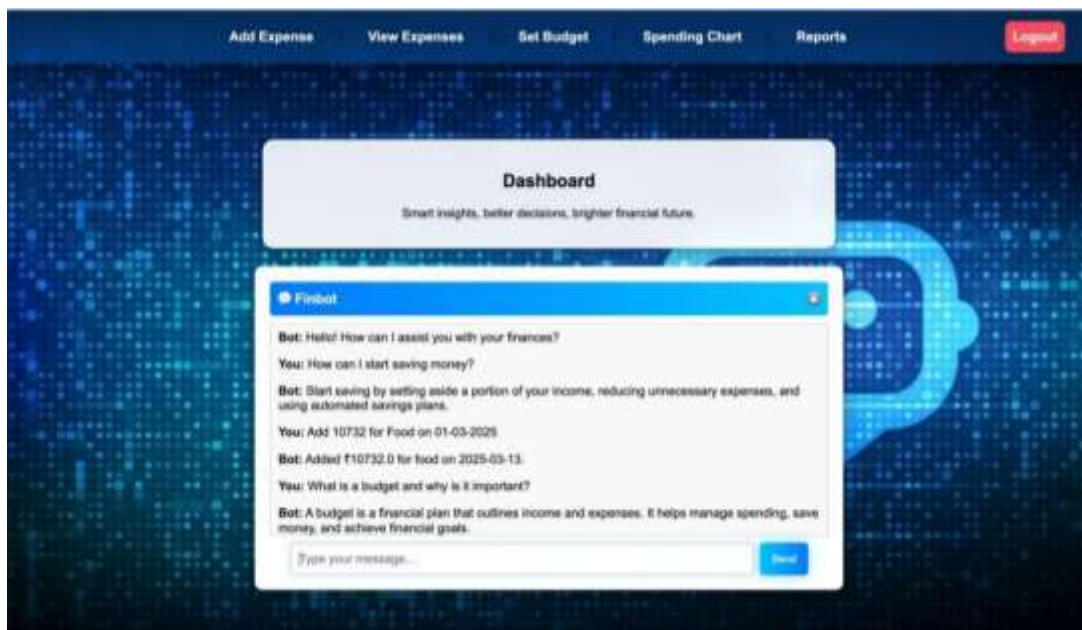 Add Expense View Expenses Set Budget Spending Chart Reports Logout
Dashboard
Smart insights, better decisions, brighter financial future.
Finbot
Bot: Hello! How can I assist you with your finances?
You: How can I start saving money?
Bot: Start saving by setting aside a portion of your income, reducing unnecessary expenses, and
using automated savings plans.
You: Add 10732 for Food on 01-03-2025
Bot: Added ₹10732.0 for food on 2025-03-13.
You: What is a budget and why is it important?
Bot: A budget is a financial plan that outlines income and expenses. It helps manage spending, save
money, and achieve financial goals.
Type your message...
Send